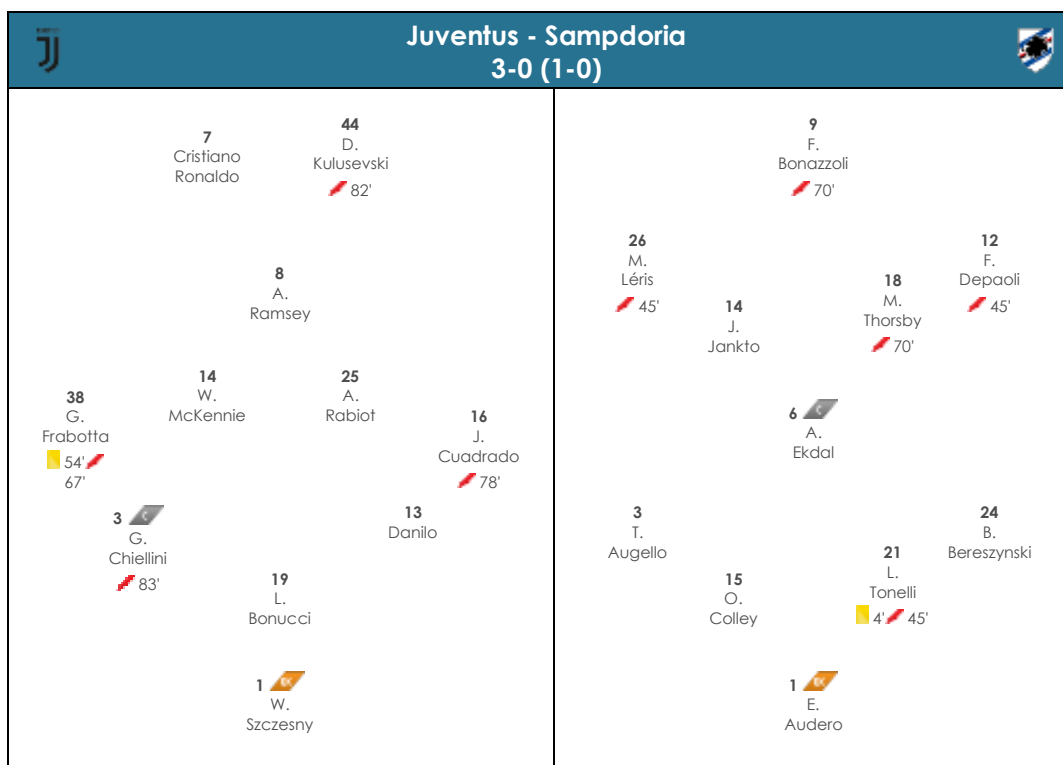 Juventus - Sampdoria
3-0 (1-0)
7
Cristiano
Ronaldo
44
D.
Kulusevski
82'
8
A.
Ramsey
38
G.
Frabotta
54'
67'
14
W.
McKennie
25
A.
Rabiot
16
J.
Cuadrado
78'
3 C
G.
Chiellini
83'
19
L.
Bonucci
13
Danilo
1 GK
W.
Szczesny
9
F.
Bonazzoli
70'
26
M.
Léris
45'
14
J.
Jankto
18
M.
Thorsby
70'
12
F.
Depaoli
45'
6 C
A.
Ekdal
3
T.
Augello
15
O.
Colley
21
L.
Tonelli
4' 45'
24
B.
Bereszynski
1 GK
E.
Audero